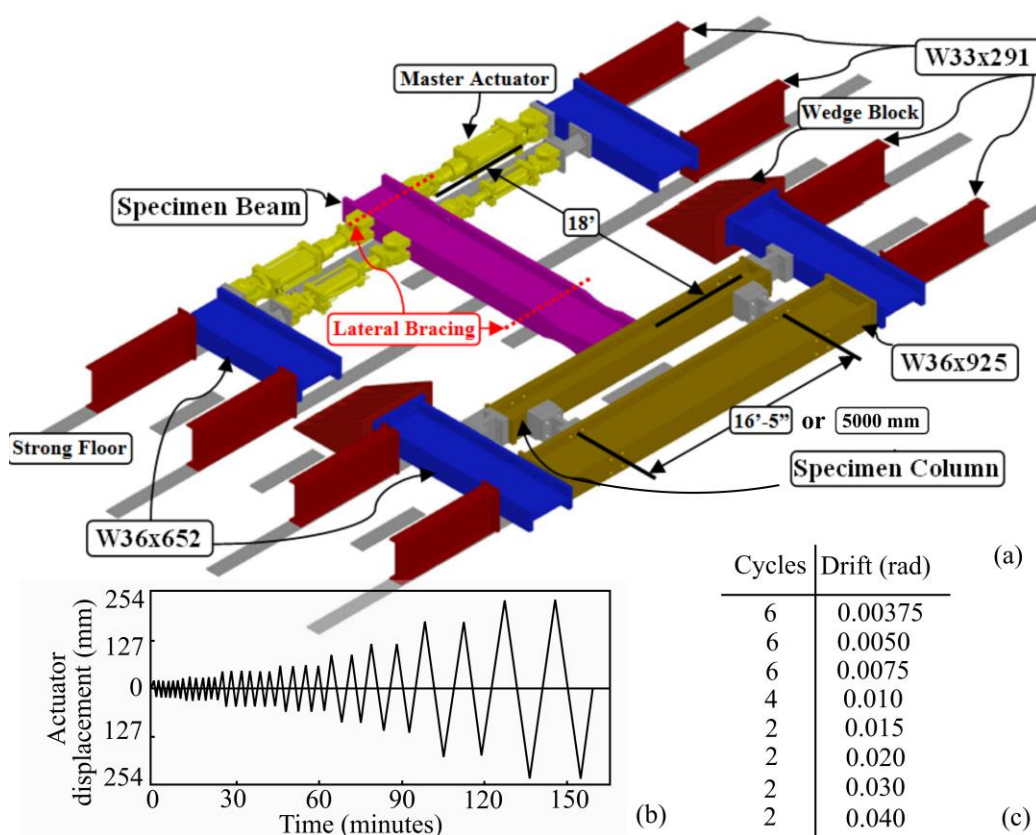 W33x291
Master Actuator
Wedge Block
Specimen Beam
18’
Lateral Bracing
W36x925
16’-5” or 5000 mm
Strong Floor
Specimen Column
W36x652
(a)
Cycles Drift (rad)
6 0.00375
6 0.0050
6 0.0075
4 0.010
2 0.015
2 0.020
2 0.030
2 0.040
(c)
Actuator
displacement (mm)
254
127
0
127
254
0 30 60 90 120 150
Time (minutes)
(b)